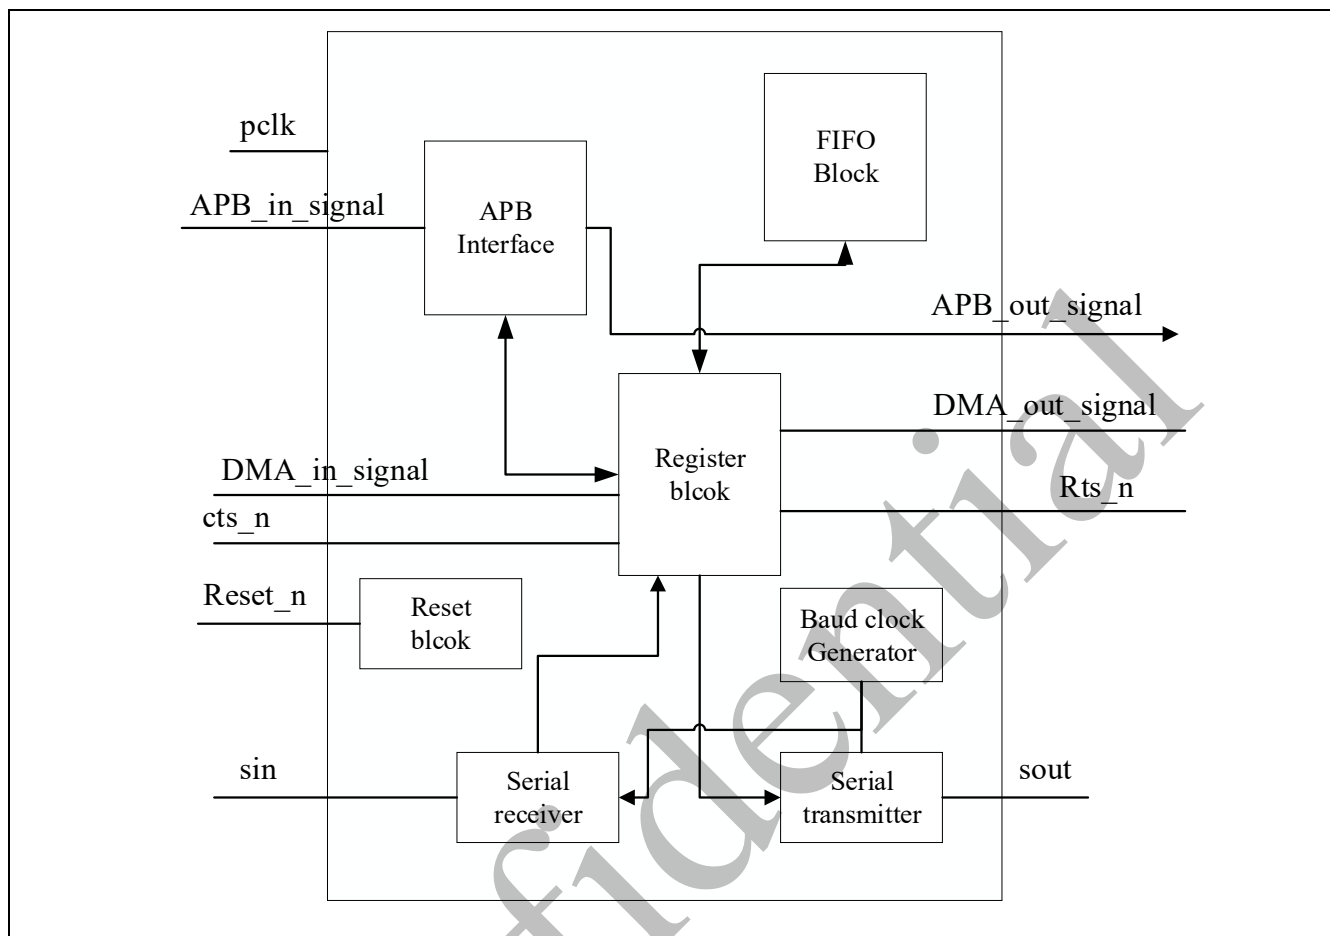 pclk
APB_in_signal
APB
Interface
FIFO
Block
APB_out_signal
DMA_out_signal
Register
blcok
DMA_in_signal
Rts_n
cts_n
Reset_n
Reset
blcok
Baud clock
Generator
sin
Serial
receiver
Serial
transmitter
sout
fidential